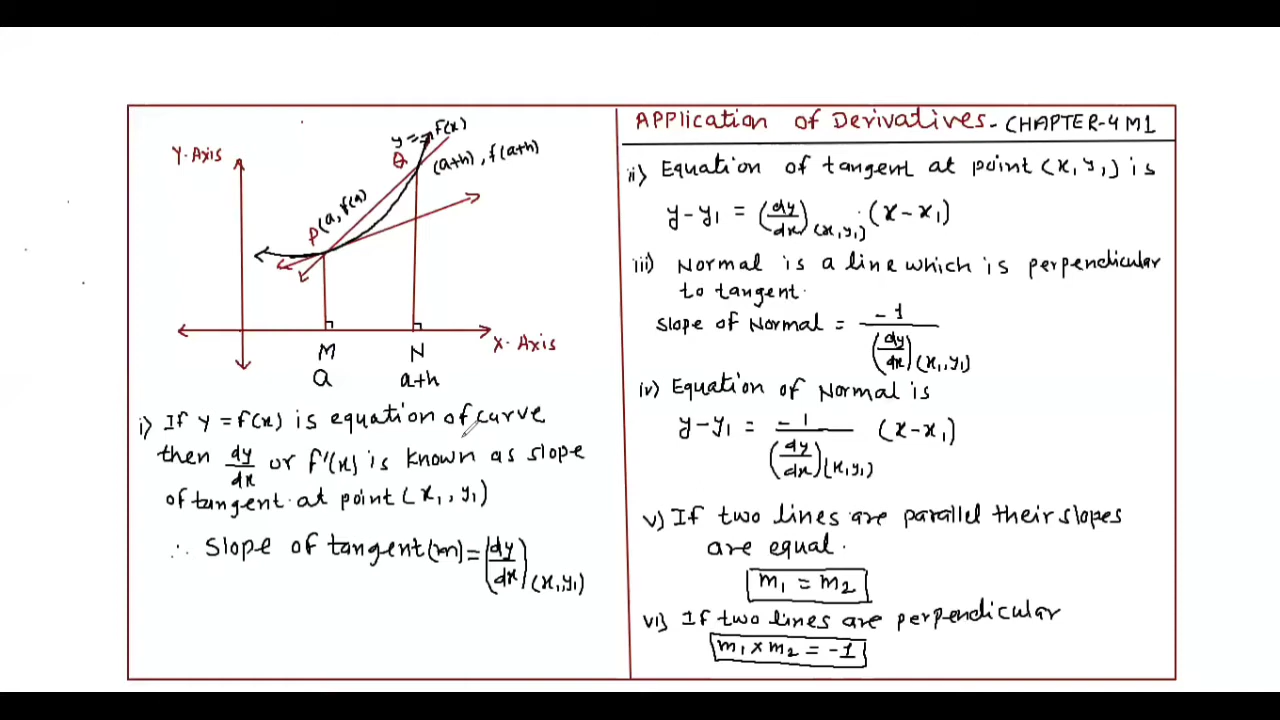 Y-Axis
y = f(x)
Q
(a+h), f(a+h)
P(a, f(a)
X-Axis
M
N
a
a+h
i) If y = f(x) is equation of curve
then dy/dx or f'(x) is known as slope
of tangent at point (x₁, y₁)
∴ Slope of tangent (m) = (dy/dx)(x₁,y₁)
APPlication of Derivatives - CHAPTER-4 M1
ii) Equation of tangent at point (x₁y₁) is
y-y₁ = (dy/dx)(x₁,y₁) (x-x₁)
iii) Normal is a line which is perpendicular
to tangent.
Slope of Normal = -1/(dy/dx)(x₁,y₁)
iv) Equation of Normal is
y-y₁ = -1/(dy/dx)(x₁y₁) (x-x₁)
v) If two lines are parallel their slopes
are equal.
m₁ = m₂
vi) If two lines are perpendicular
m₁ x m₂ = -1